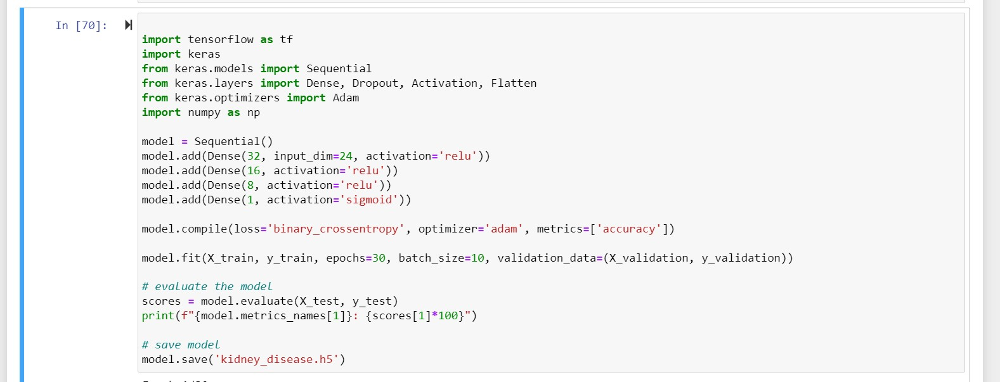 In [70]:
import tensorflow as tf
import keras
from keras.models import Sequential
from keras.layers import Dense, Dropout, Activation, Flatten
from keras.optimizers import Adam
import numpy as np
model = Sequential()
model.add(Dense(32, input_dim=24, activation='relu'))
model.add(Dense(16, activation='relu'))
model.add(Dense(8, activation='relu'))
model.add(Dense(1, activation='sigmoid'))
model.compile(loss='binary_crossentropy', optimizer='adam', metrics=['accuracy'])
model.fit(X_train, y_train, epochs=30, batch_size=10, validation_data=(X_validation, y_validation))
# evaluate the model
scores = model.evaluate(X_test, y_test)
print(f"{model.metrics_names[1]}: {scores[1]*100}")
# save model
model.save('kidney_disease.h5')